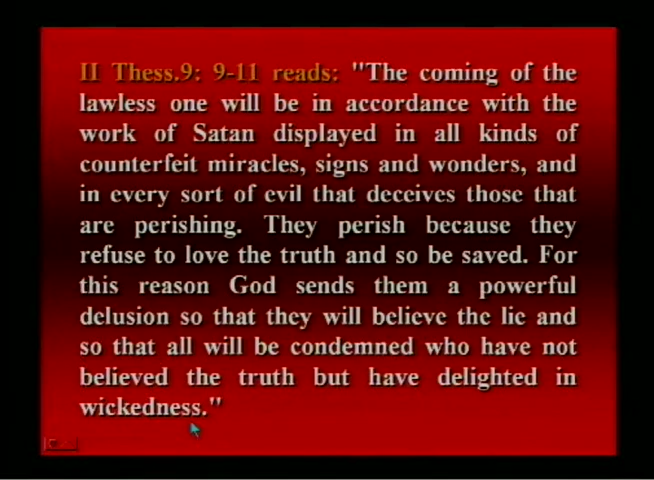 II Thess.9: 9-11 reads: "The coming of the
lawless one will be in accordance with the
work of Satan displayed in all kinds of
counterfeit miracles, signs and wonders, and
in every sort of evil that deceives those that
are perishing. They perish because they
refuse to love the truth and so be saved. For
this reason God sends them a powerful
delusion so that they will believe the lie and
so that all will be condemned who have not
believed the truth but have delighted in
wickedness."